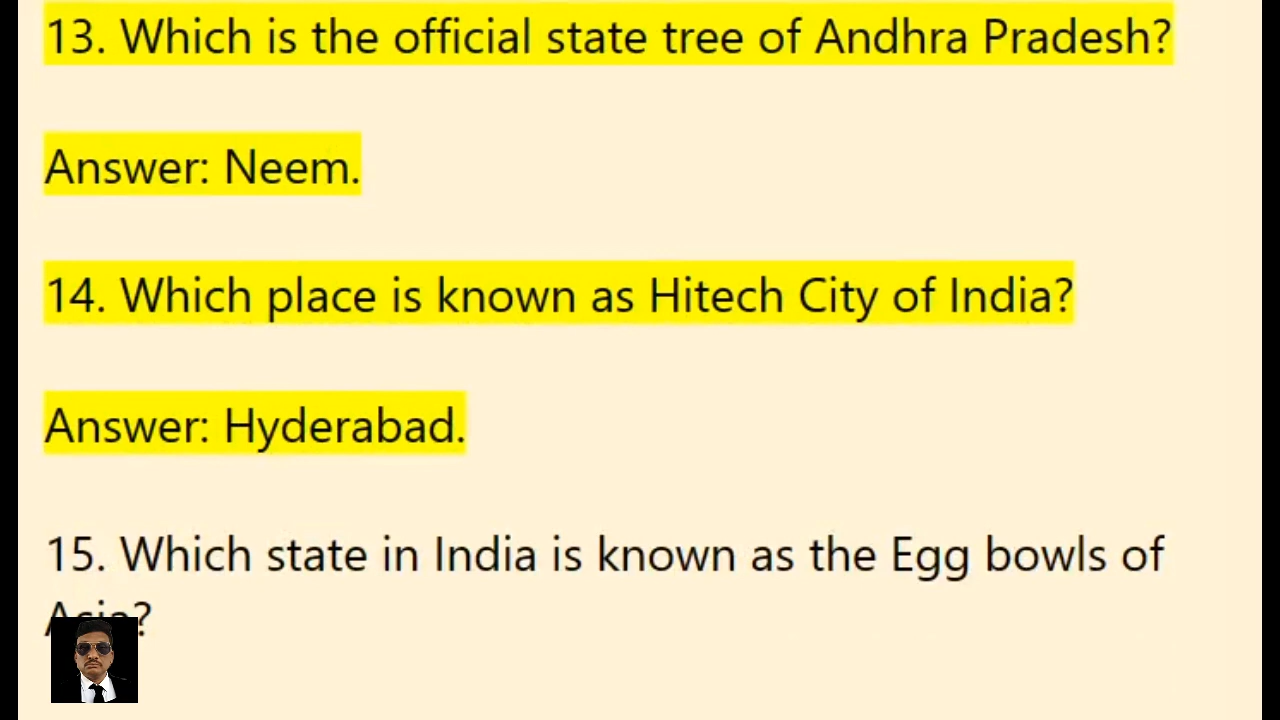 13. Which is the official state tree of Andhra Pradesh?
Answer: Neem.
14. Which place is known as Hitech City of India?
Answer: Hyderabad.
15. Which state in India is known as the Egg bowls of
Asia?